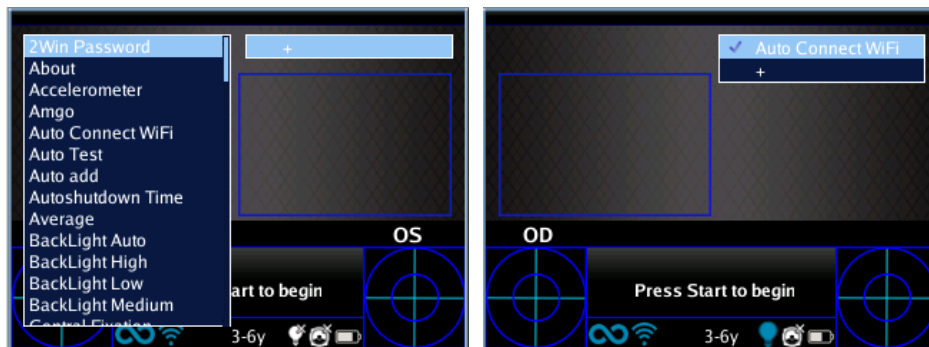 2Win Password
About
Accelerometer
Amgo
Auto Connect WiFi
Auto Test
Auto add
Autoshutdown Time
Average
BackLight Auto
BackLight High
BackLight Low
BackLight Medium
Central Fixation
+
OS
art to begin
3-6y
✓ Auto Connect WiFi
+
OD
Press Start to begin
3-6y